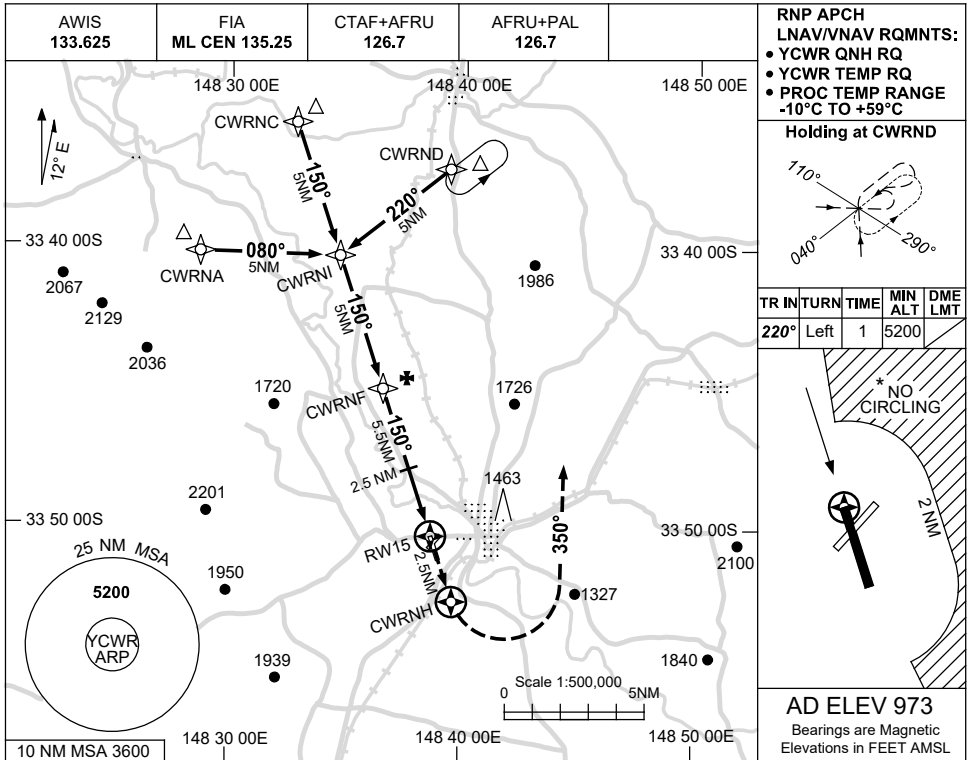 AWIS
133.625
FIA
ML CEN 135.25
CTAF+AFRU
126.7
AFRU+PAL
126.7
RNP APCH
LNAV/VNAV RQMNTS:
• YCWR QNH RQ
• YCWR TEMP RQ
• PROC TEMP RANGE
-10°C TO +59°C
148 30 00E
148 40 00E
148 50 00E
12° E
CWRNC
150°
5NM
CWRND
220°
5NM
33 40 00S
33 40 00S
080°
5NM
CWRNA
CWRNI
2067
2129
2036
1986
150°
5NM
1720
CWRNF
1726
150°
5.5NM
2.5 NM
1463
2201
33 50 00S
33 50 00S
RW15
350°
2100
25 NM MSA
5200
YCWR
ARP
1950
2.5NM
CWRNH
1327
1939
1840
Scale 1:500,000
0
5NM
148 30 00E
148 40 00E
148 50 00E
10 NM MSA 3600
Holding at CWRND
110°
040°
290°
TR IN
TURN
TIME
MIN
ALT
DME
LMT
220°
Left
1
5200
* NO
CIRCLING
2 NM
AD ELEV 973
Bearings are Magnetic
Elevations in FEET AMSL